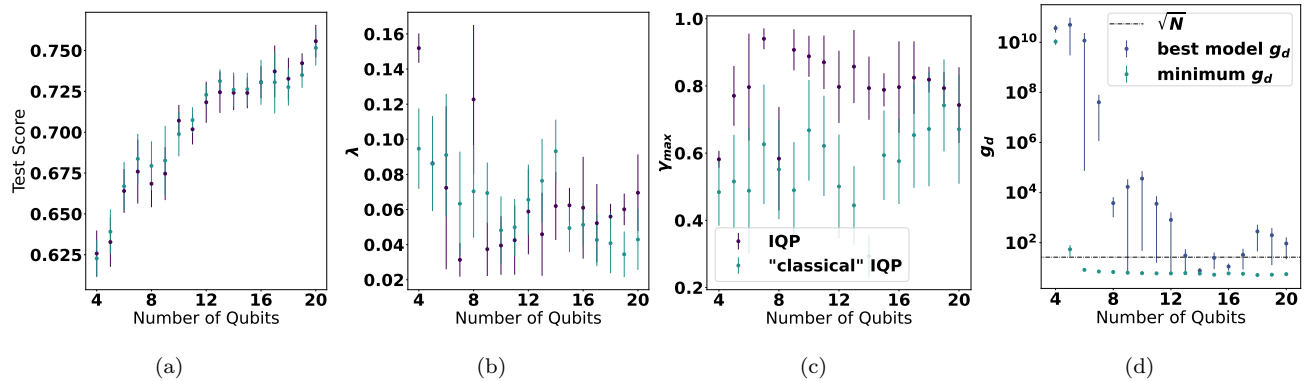 0.750
0.725
0.700
0.675
0.650
0.625
Test Score
4 8 12 16 20
Number of Qubits
(a)
0.16
0.14
0.12
0.10
0.08
0.06
0.04
0.02
λ
4 8 12 16 20
Number of Qubits
(b)
1.0
0.8
0.6
0.4
0.2
γmax
IQP
"classical" IQP
4 8 12 16 20
Number of Qubits
(c)
10¹⁰
10⁸
10⁶
10⁴
10²
g_d
√N
best model g_d
minimum g_d
4 8 12 16 20
Number of Qubits
(d)